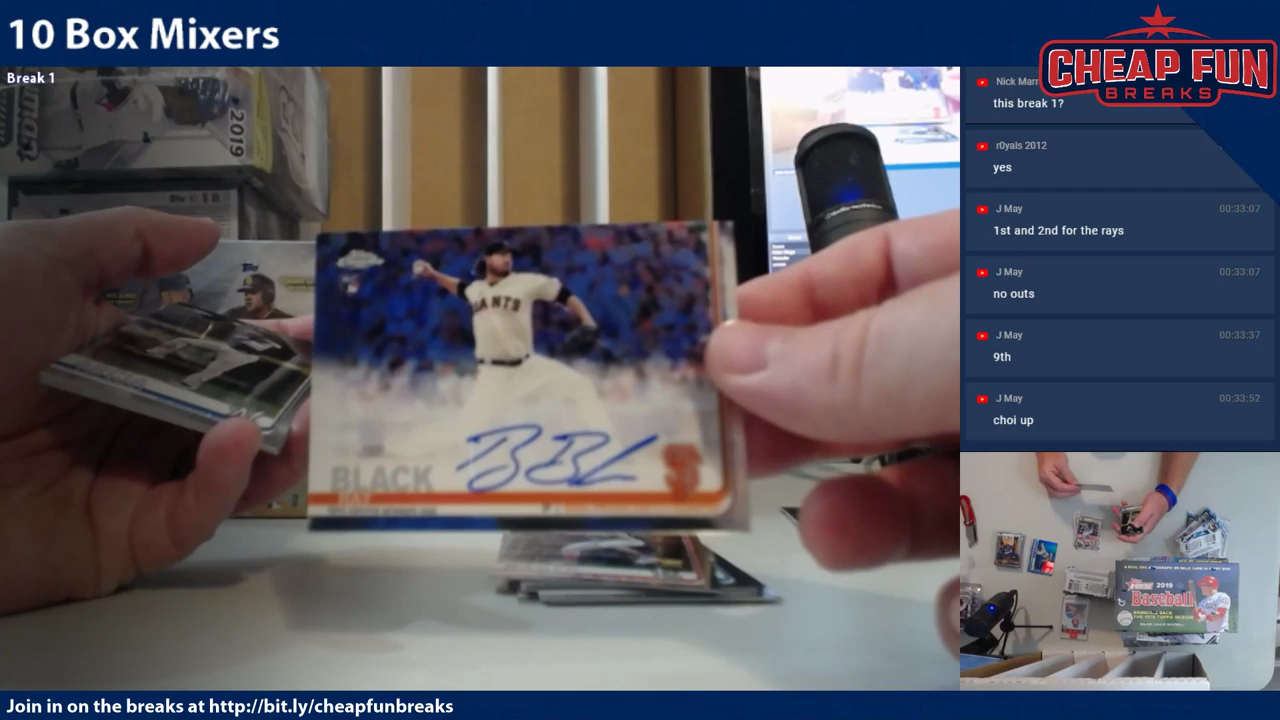 10 Box Mixers
CHEAP FUN
BREAKS
Break 1
Nick
this break 1?
r0yals 2012
yes
J May 00:33:07
1st and 2nd for the rays
J May 00:33:07
no outs
J May 00:33:37
9th
J May 00:33:52
choi up
2019
GIANTS
BLACK
2019
Baseball
Join in on the breaks at http://bit.ly/cheapfunbreaks